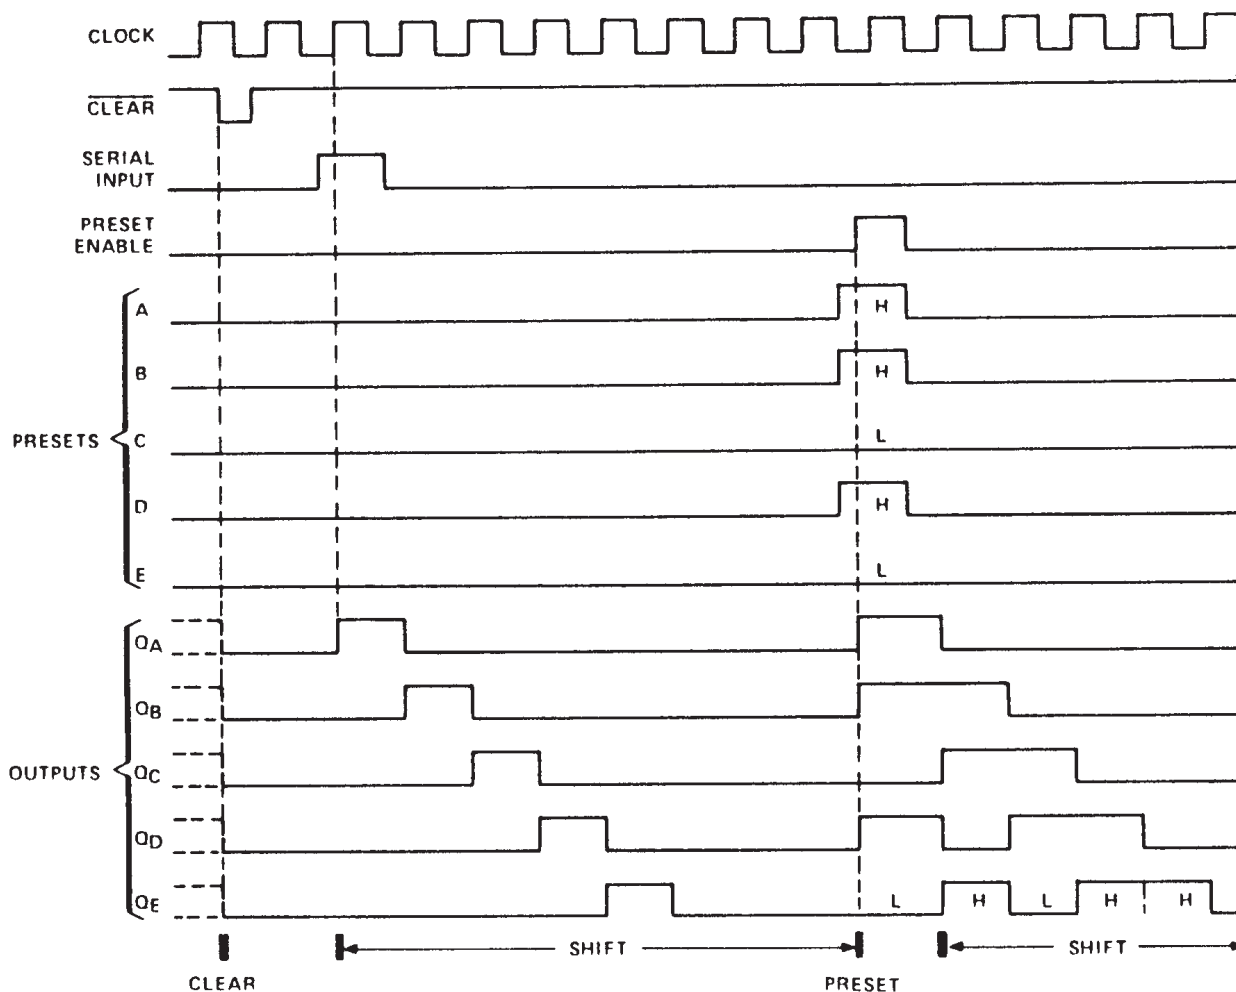 CLOCK
CLEAR
SERIAL
INPUT
PRESET
ENABLE
A
H
B
H
PRESETS
C
L
D
H
E
L
QA
QB
OUTPUTS
QC
QD
QE
L H L H H
SHIFT
SHIFT
CLEAR
PRESET